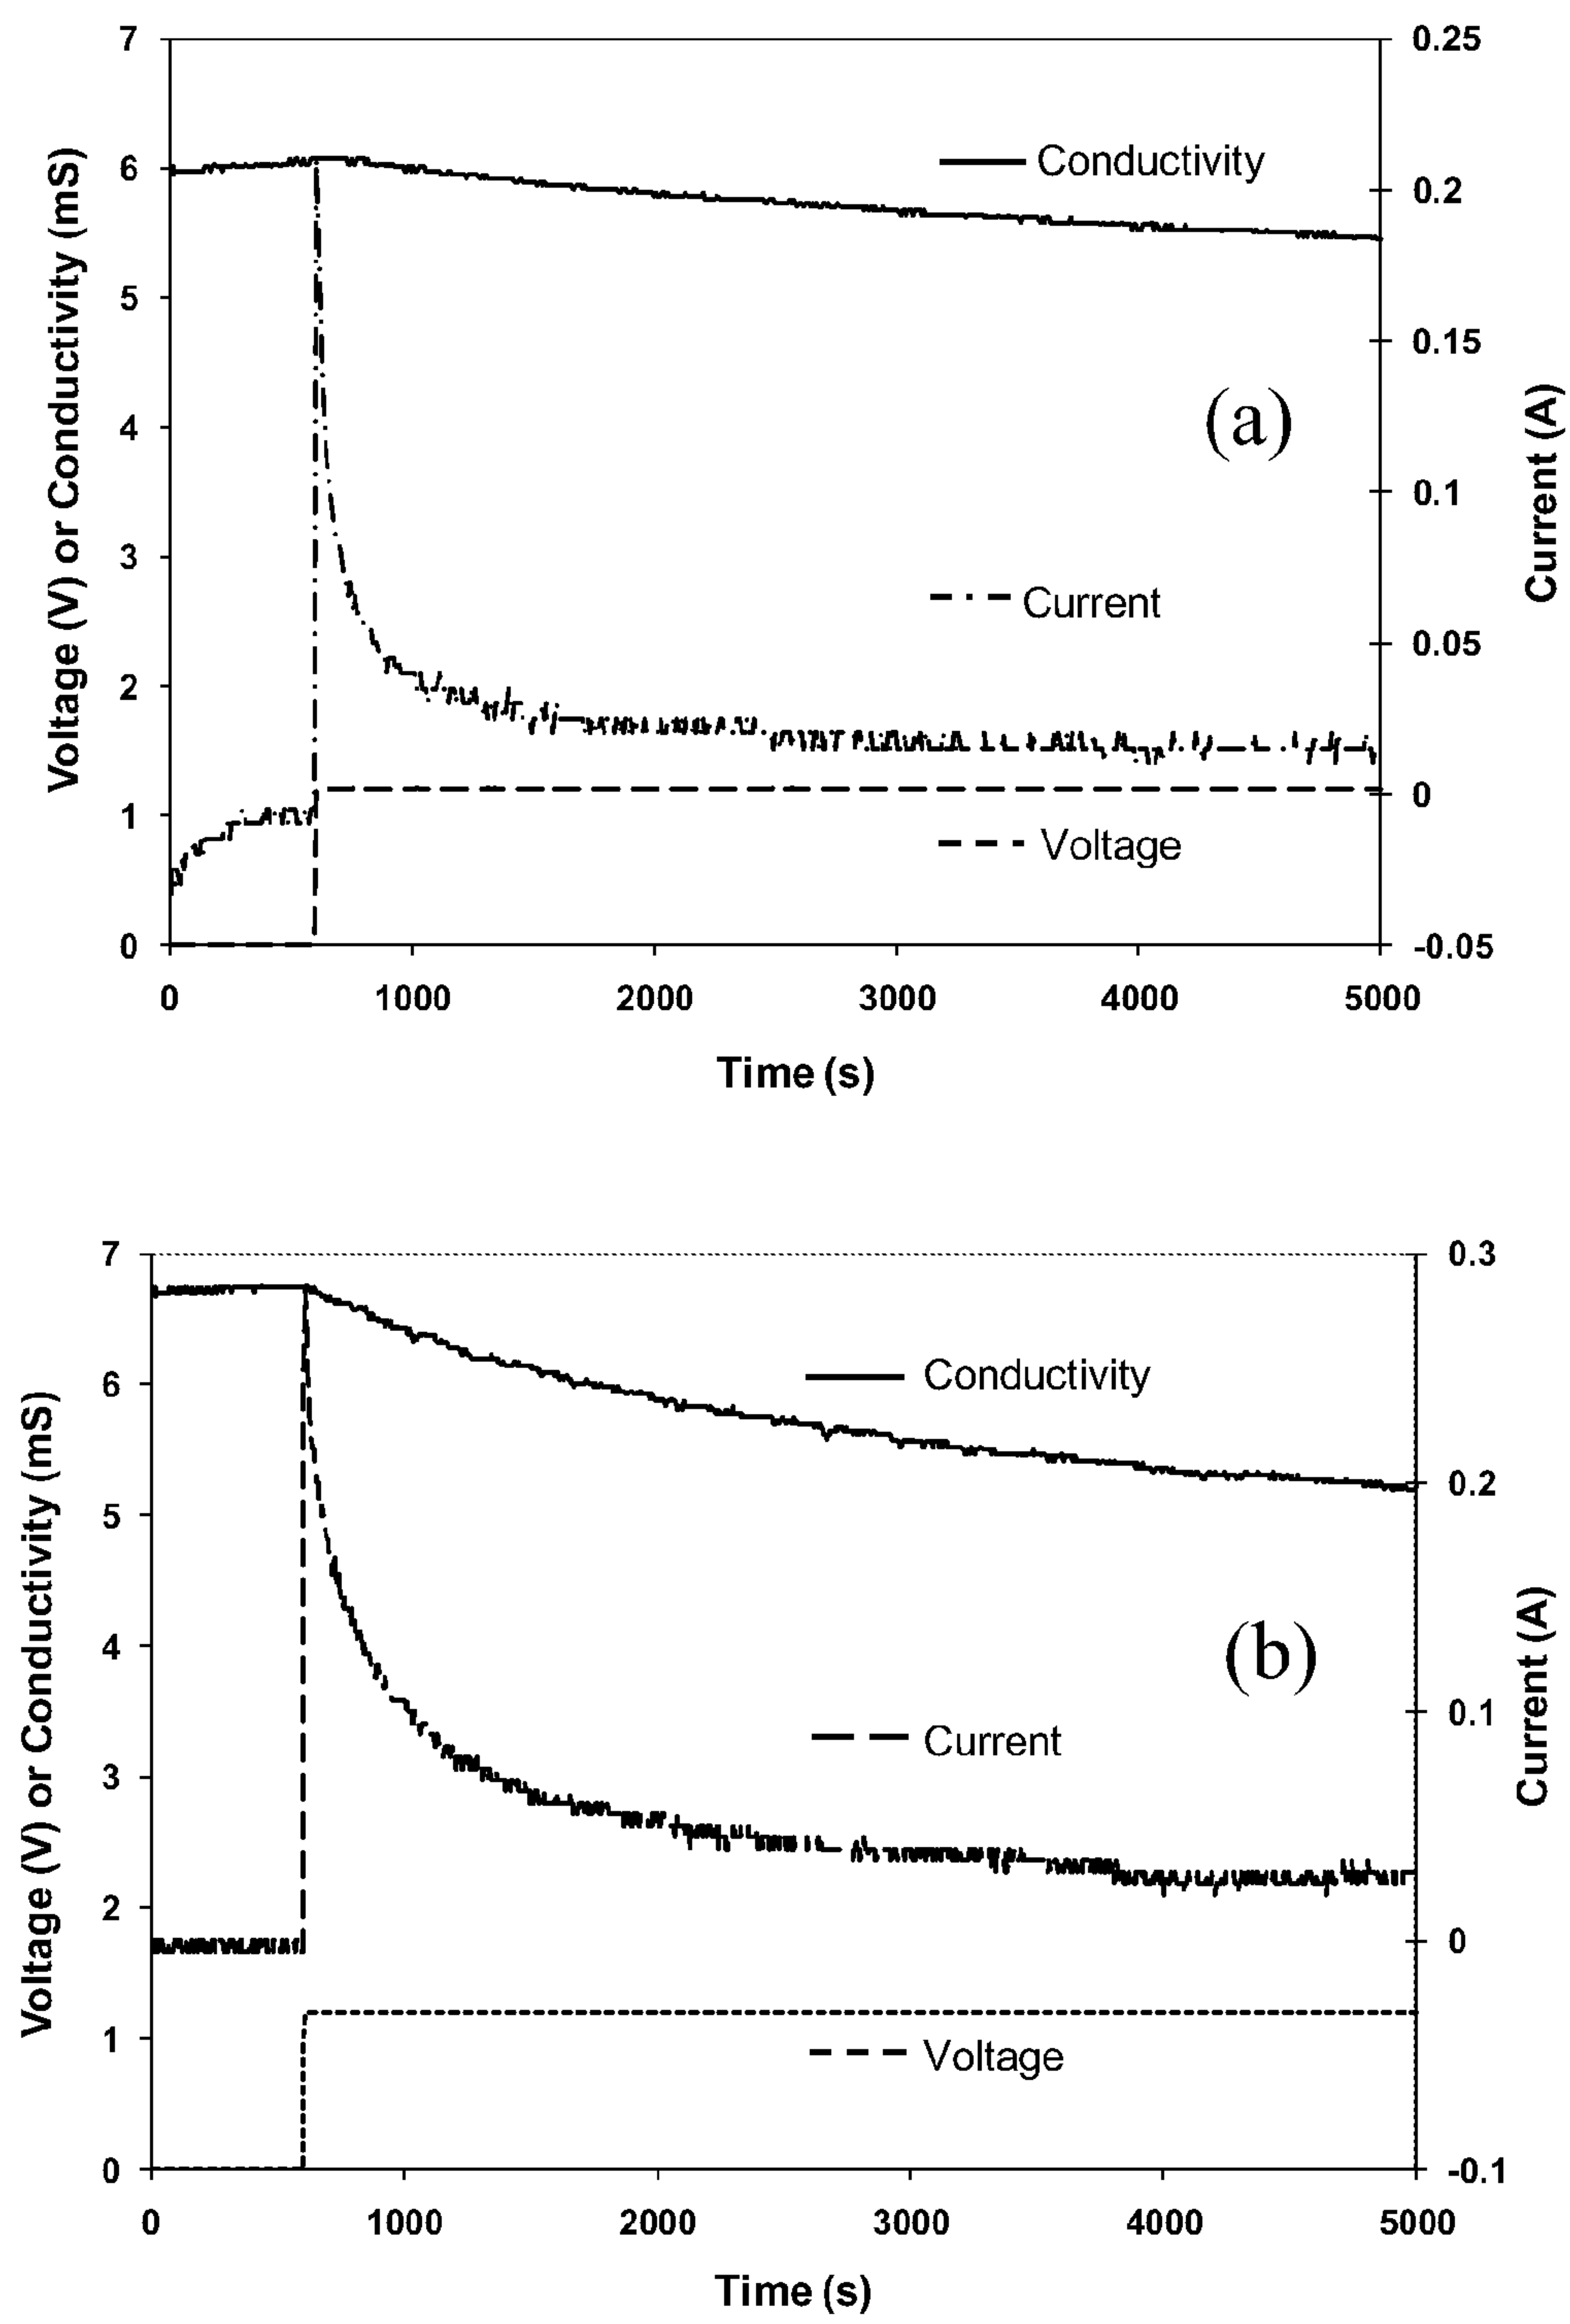 7
0.25
6
Conductivity
0.2
5
0.15
Voltage (V) or Conductivity (mS)
(a)
4
Current (A)
0.1
3
Current
0.05
2
0
1
Voltage
0
-0.05
0
1000
2000
3000
4000
5000
Time (s)
7
0.3
6
Conductivity
0.2
5
Voltage (V) or Conductivity (mS)
(b)
4
Current (A)
0.1
Current
3
2
0
1
Voltage
0
-0.1
0
1000
2000
3000
4000
5000
Time (s)